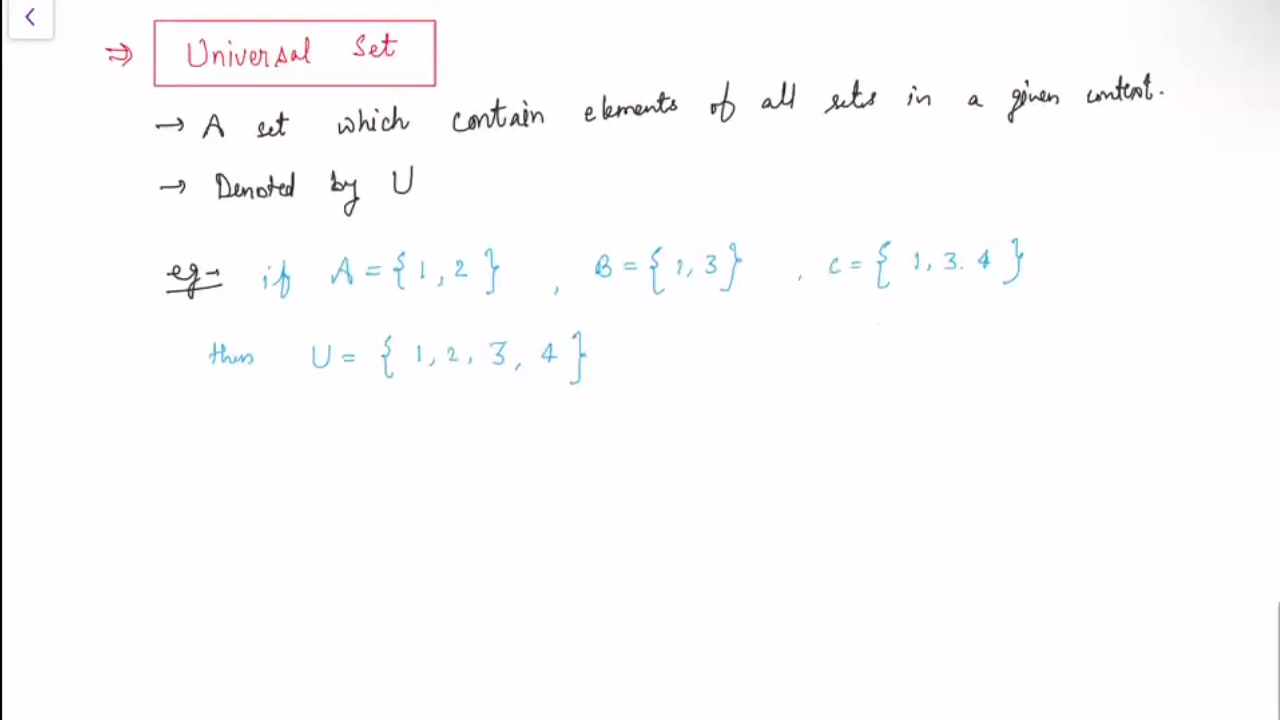 ⇒ Universal Set
→ A set which contain elements of all sets in a given context.
→ Denoted by U
eg→ if A = { 1, 2 } , B = { 1, 3 } , C = { 1, 3. 4 }
then U = { 1, 2, 3, 4 }